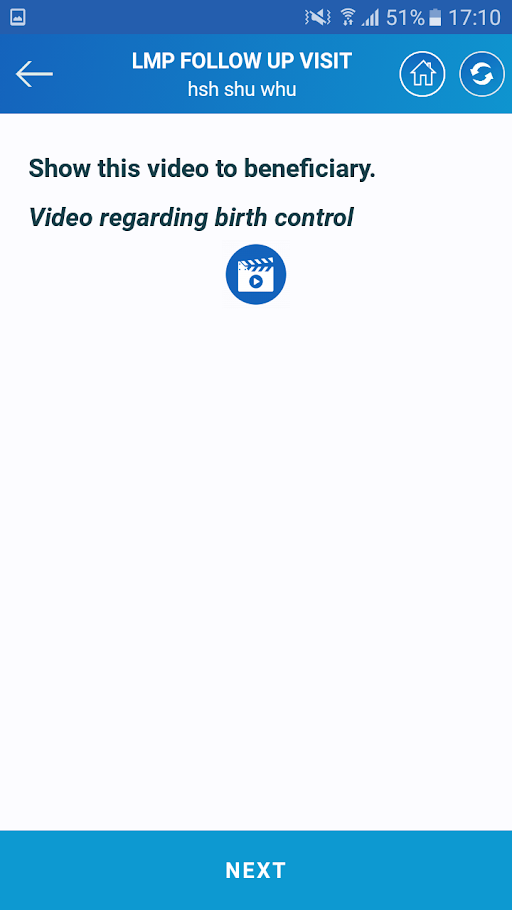 51% 17:10
LMP FOLLOW UP VISIT
hsh shu whu
Show this video to beneficiary.
Video regarding birth control
NEXT